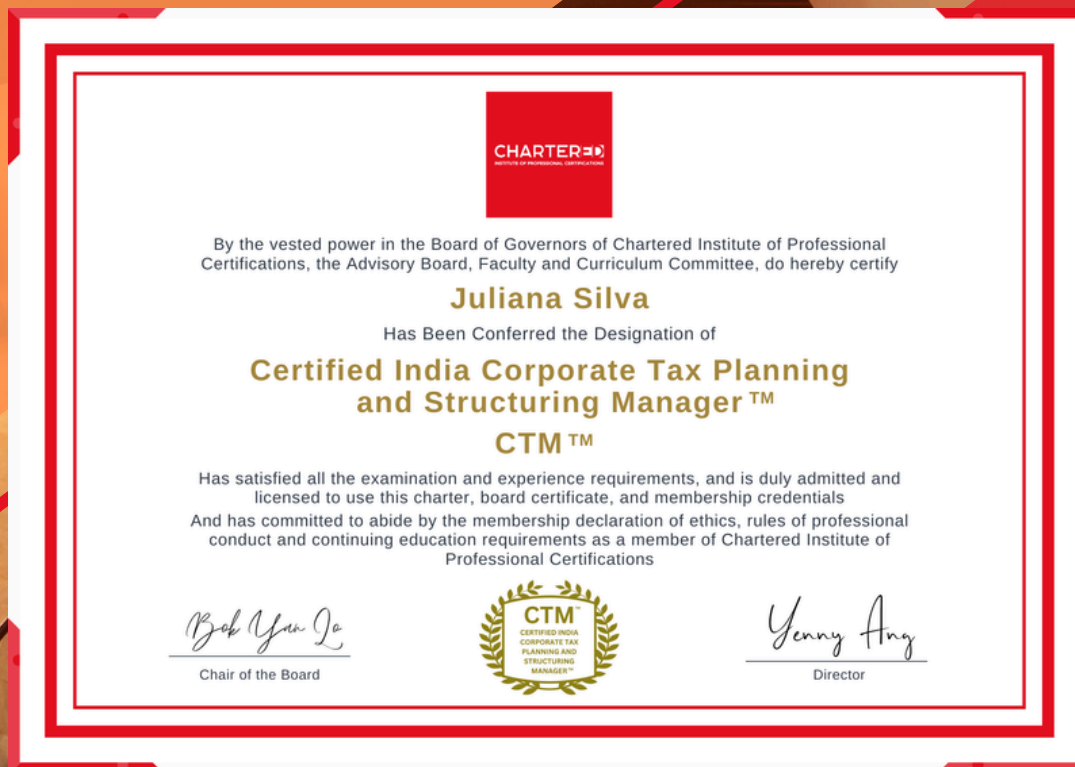 CHARTERED
INSTITUTE OF PROFESSIONAL CERTIFICATIONS
By the vested power in the Board of Governors of Chartered Institute of Professional
Certifications, the Advisory Board, Faculty and Curriculum Committee, do hereby certify
Juliana Silva
Has Been Conferred the Designation of
Certified India Corporate Tax Planning
and Structuring Manager™
CTM™
Has satisfied all the examination and experience requirements, and is duly admitted and
licensed to use this charter, board certificate, and membership credentials
And has committed to abide by the membership declaration of ethics, rules of professional
conduct and continuing education requirements as a member of Chartered Institute of
Professional Certifications
Bok Yan Jo
Chair of the Board
CTM™
CERTIFIED INDIA
CORPORATE TAX
PLANNING AND
STRUCTURING
MANAGER™
Yenny Ang
Director